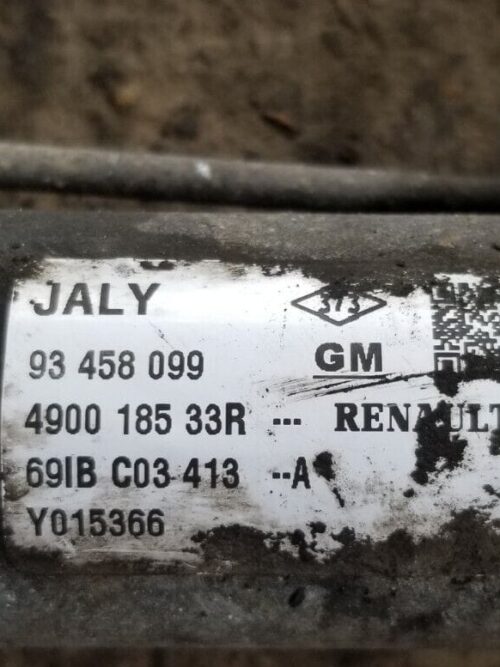 JALY 373
93 458 099 GM
4900 185 33R --- RENAULT
69IB C03 413 --A
Y015366